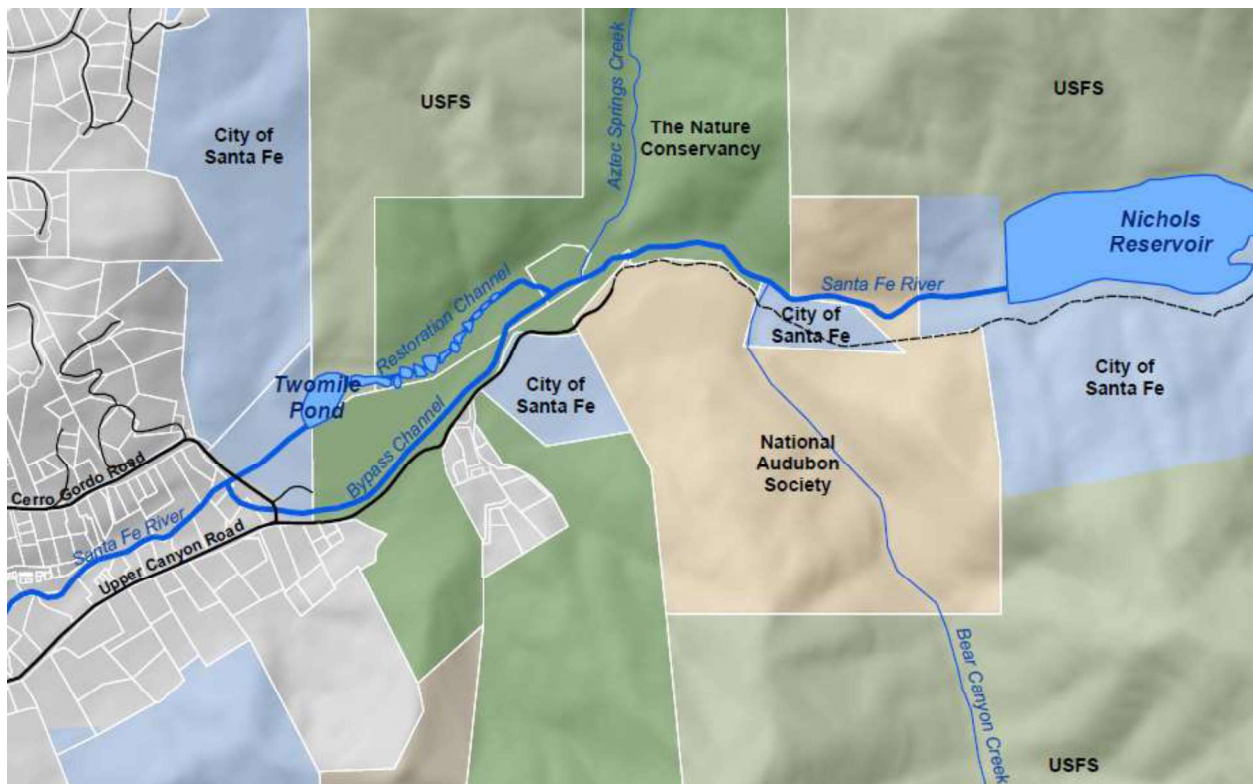 USFS
USFS
City of
Santa Fe
The Nature
Conservancy
Aztec Springs Creek
Nichols
Reservoir
Santa Fe River
Restoration Channel
City of
Santa Fe
Twomile
Pond
City of
Santa Fe
City of
Santa Fe
Bypass Channel
National
Audubon
Society
Cerro Gordo Road
Santa Fe River
Upper Canyon Road
Bear Canyon Creek
USFS